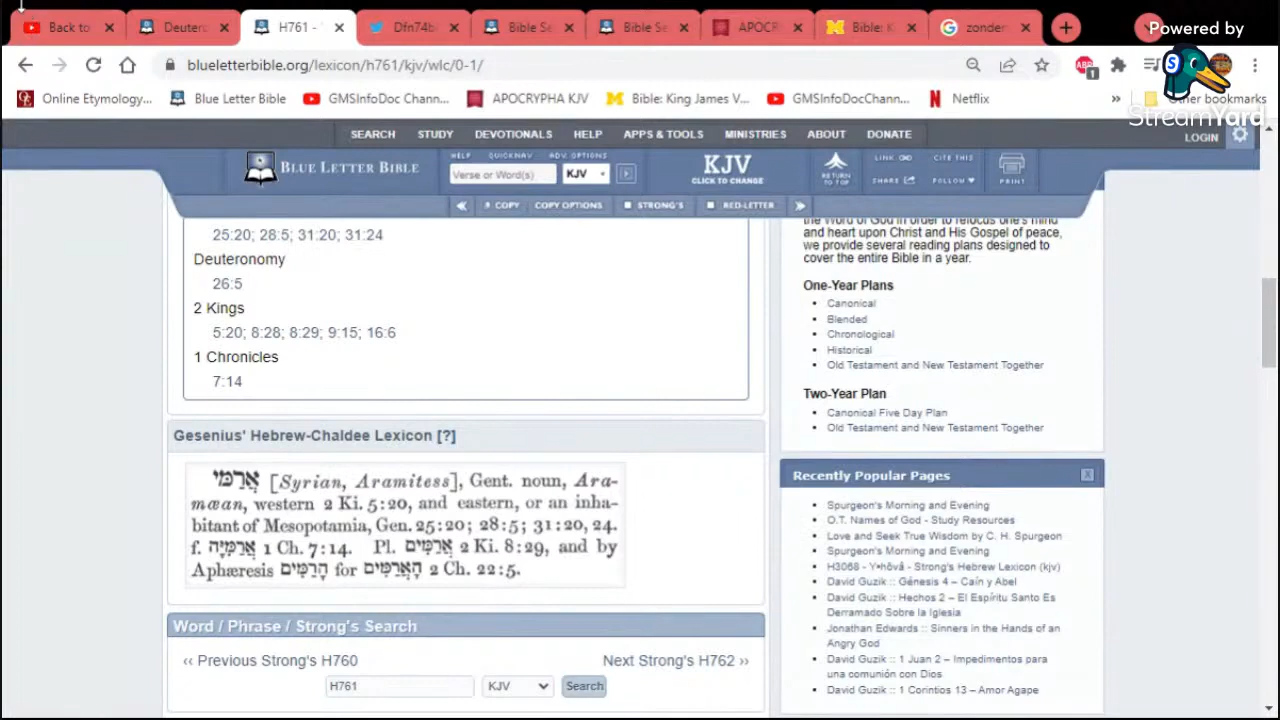 Back to
Deuter
H761 -
Dfn74b
Bible Se
Bible Se
APOCR
Bible: K
zonder
Powered by
blueletterbible.org/lexicon/h761/kjv/wlc/0-1/
ABP
1
Online Etymology...
Blue Letter Bible
GMSInfoDoc Chann...
APOCRYPHA KJV
Bible: King James V...
GMSInfoDocChann...
Netflix
»
Other bookmarks
StreamYard
SEARCH STUDY DEVOTIONALS HELP APPS & TOOLS MINISTRIES ABOUT DONATE
LOGIN
BLUE LETTER BIBLE
HELP QUICKNAV ADV. OPTIONS
Verse or Word(s)
KJV
KJV
CLICK TO CHANGE
RETURN TO TOP
LINK
CITE THIS
SHARE
FOLLOW
PRINT
COPY COPY OPTIONS STRONG'S RED-LETTER
25:20; 28:5; 31:20; 31:24
Deuteronomy
26:5
2 Kings
5:20; 8:28; 8:29; 9:15; 16:6
1 Chronicles
7:14
Gesenius' Hebrew-Chaldee Lexicon [?]
אֲרַמִּי [Syrian, Aramitess], Gent. noun, Ara-
mæan, western 2 Ki. 5:20, and eastern, or an inha-
bitant of Mesopotamia, Gen. 25:20; 28:5; 31:20, 24.
f. אֲרַמִּיָּה 1 Ch. 7:14. Pl. אֲרַמִּים 2 Ki. 8:29, and by
Aphæresis הָרַמִּים for הָאֲרַמִּים 2 Ch. 22:5.
Word / Phrase / Strong's Search
‹‹ Previous Strong's H760
Next Strong's H762 ››
H761
KJV
Search
the Word of God in order to refocus one's mind
and heart upon Christ and His Gospel of peace,
we provide several reading plans designed to
cover the entire Bible in a year.
One-Year Plans
• Canonical
• Blended
• Chronological
• Historical
• Old Testament and New Testament Together
Two-Year Plan
• Canonical Five Day Plan
• Old Testament and New Testament Together
Recently Popular Pages
x
• Spurgeon's Morning and Evening
• O.T. Names of God - Study Resources
• Love and Seek True Wisdom by C. H. Spurgeon
• Spurgeon's Morning and Evening
• H3068 - Yᵊhōvâ - Strong's Hebrew Lexicon (kjv)
• David Guzik :: Génesis 4 – Caín y Abel
• David Guzik :: Hechos 2 – El Espíritu Santo Es
Derramado Sobre la Iglesia
• Jonathan Edwards :: Sinners in the Hands of an
Angry God
• David Guzik :: 1 Juan 2 – Impedimentos para
una comunión con Dios
• David Guzik :: 1 Corintios 13 – Amor Agape